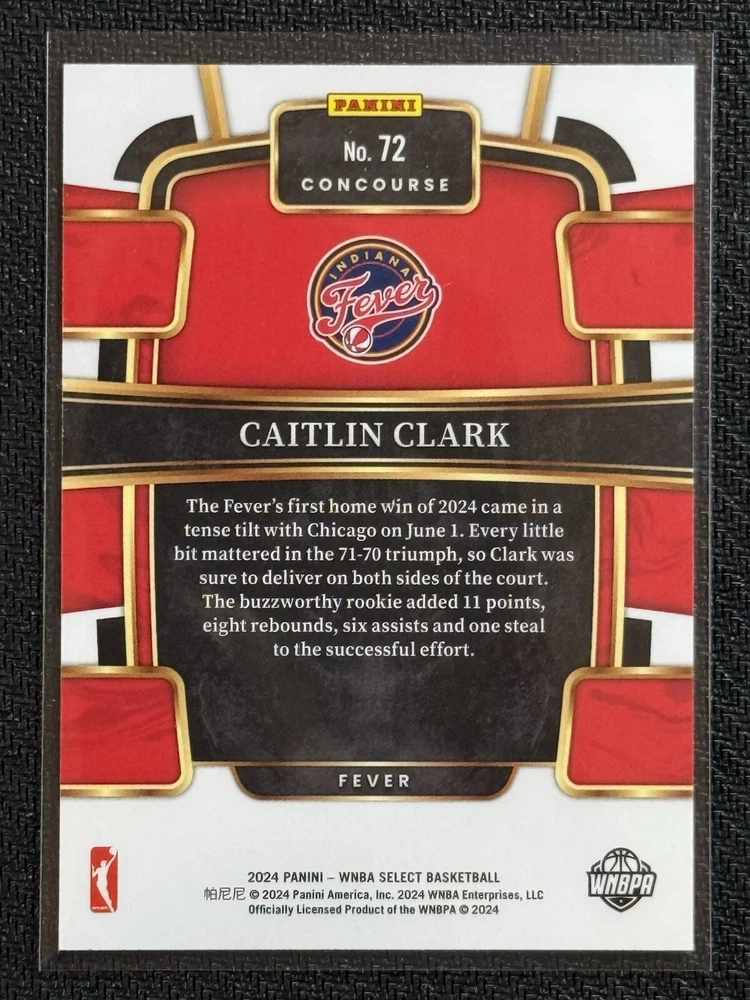 PANINI
No. 72
CONCOURSE
INDIANA
Fever
CAITLIN CLARK
The Fever's first home win of 2024 came in a
tense tilt with Chicago on June 1. Every little
bit mattered in the 71-70 triumph, so Clark was
sure to deliver on both sides of the court.
The buzzworthy rookie added 11 points,
eight rebounds, six assists and one steal
to the successful effort.
FEVER
2024 PANINI – WNBA SELECT BASKETBALL
帕尼尼 © 2024 Panini America, Inc. 2024 WNBA Enterprises, LLC
Officially Licensed Product of the WNBPA © 2024
WNBPA